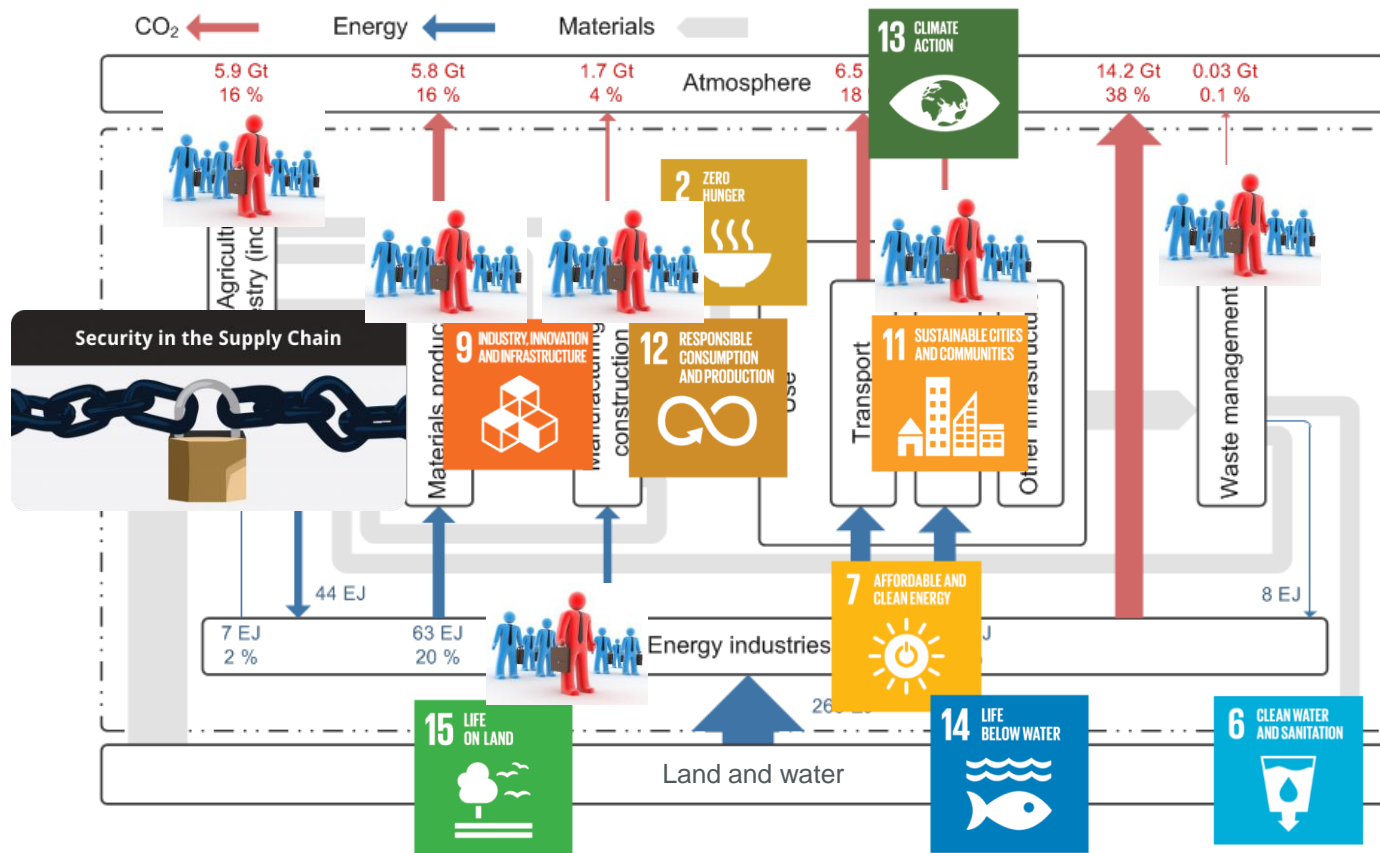 CO₂
Energy
Materials
5.9 Gt
16 %
5.8 Gt
16 %
1.7 Gt
4 %
Atmosphere
6.5
18
13 CLIMATE
ACTION
14.2 Gt
38 %
0.03 Gt
0.1 %
2 ZERO
HUNGER
Security in the Supply Chain
Materials
9 INDUSTRY, INNOVATION
AND INFRASTRUCTURE
Manufacturing
construction
12 RESPONSIBLE
CONSUMPTION
AND PRODUCTION
Use
Transport
11 SUSTAINABLE CITIES
AND COMMUNITIES
Other infrastructure
Waste management
44 EJ
7 EJ
2 %
63 EJ
20 %
Energy industries
7 AFFORDABLE AND
CLEAN ENERGY
8 EJ
15 LIFE
ON LAND
14 LIFE
BELOW WATER
6 CLEAN WATER
AND SANITATION
Land and water